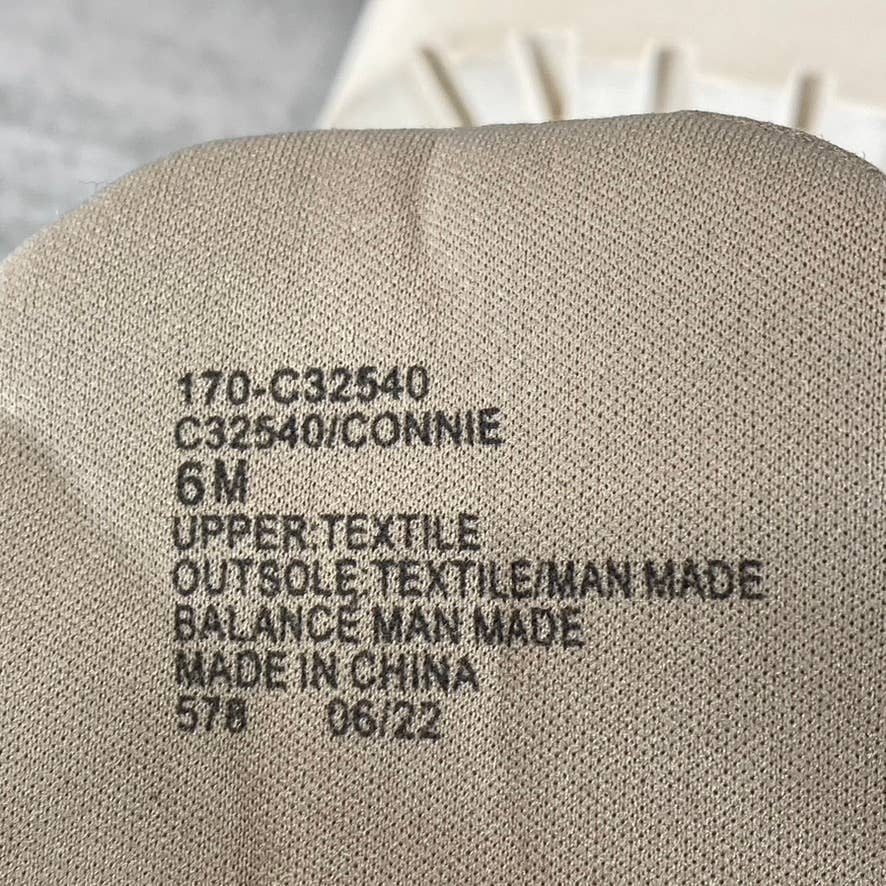 170-C32540
C32540/CONNIE
6 M
UPPER:TEXTILE
OUTSOLE TEXTILE/MAN MADE
BALANCE MAN MADE
MADE IN CHINA
578 06/22